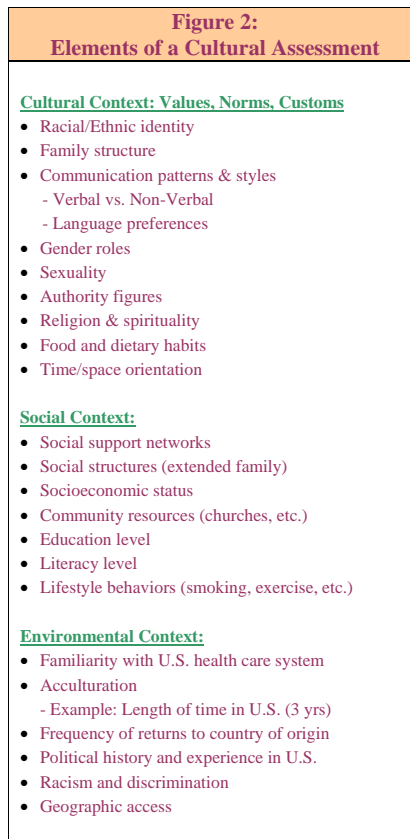 Figure 2:
Elements of a Cultural Assessment
Cultural Context: Values, Norms, Customs
• Racial/Ethnic identity
• Family structure
• Communication patterns & styles
- Verbal vs. Non-Verbal
- Language preferences
• Gender roles
• Sexuality
• Authority figures
• Religion & spirituality
• Food and dietary habits
• Time/space orientation
Social Context:
• Social support networks
• Social structures (extended family)
• Socioeconomic status
• Community resources (churches, etc.)
• Education level
• Literacy level
• Lifestyle behaviors (smoking, exercise, etc.)
Environmental Context:
• Familiarity with U.S. health care system
• Acculturation
- Example: Length of time in U.S. (3 yrs)
• Frequency of returns to country of origin
• Political history and experience in U.S.
• Racism and discrimination
• Geographic access